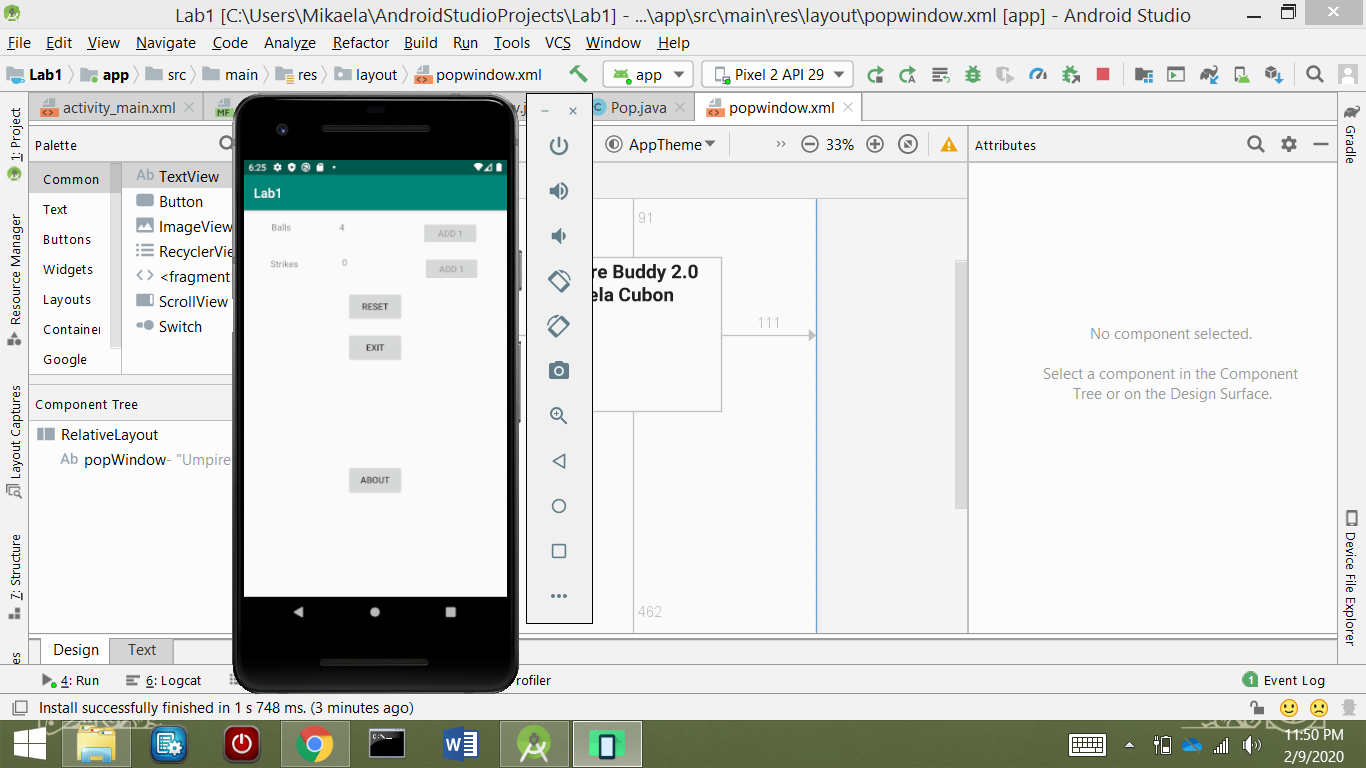 Lab1 [C:\Users\Mikaela\AndroidStudioProjects\Lab1] - ...\app\src\main\res\layout\popwindow.xml [app] - Android Studio
File Edit View Navigate Code Analyze Refactor Build Run Tools VCS Window Help
Lab1 app src main res layout popwindow.xml app Pixel 2 API 29
activity_main.xml MF Pop.java popwindow.xml
1: Project
Resource Manager
Layout Captures
7: Structure
Palette
Common
Text
Buttons
Widgets
Layouts
Container
Google
Ab TextView
Button
ImageView
RecyclerVie
<fragment
ScrollView
Switch
Component Tree
RelativeLayout
Ab popWindow- "Umpire
6:25
Lab1
Balls 4 ADD 1
Strikes 0 ADD 1
RESET
EXIT
ABOUT
AppTheme >> 33%
91
re Buddy 2.0
ela Cubon
111
462
Attributes
No component selected.
Select a component in the Component
Tree or on the Design Surface.
Gradle
Device File Explorer
Design Text
4: Run 6: Logcat rofiler 1 Event Log
Install successfully finished in 1 s 748 ms. (3 minutes ago)
11:50 PM
2/9/2020